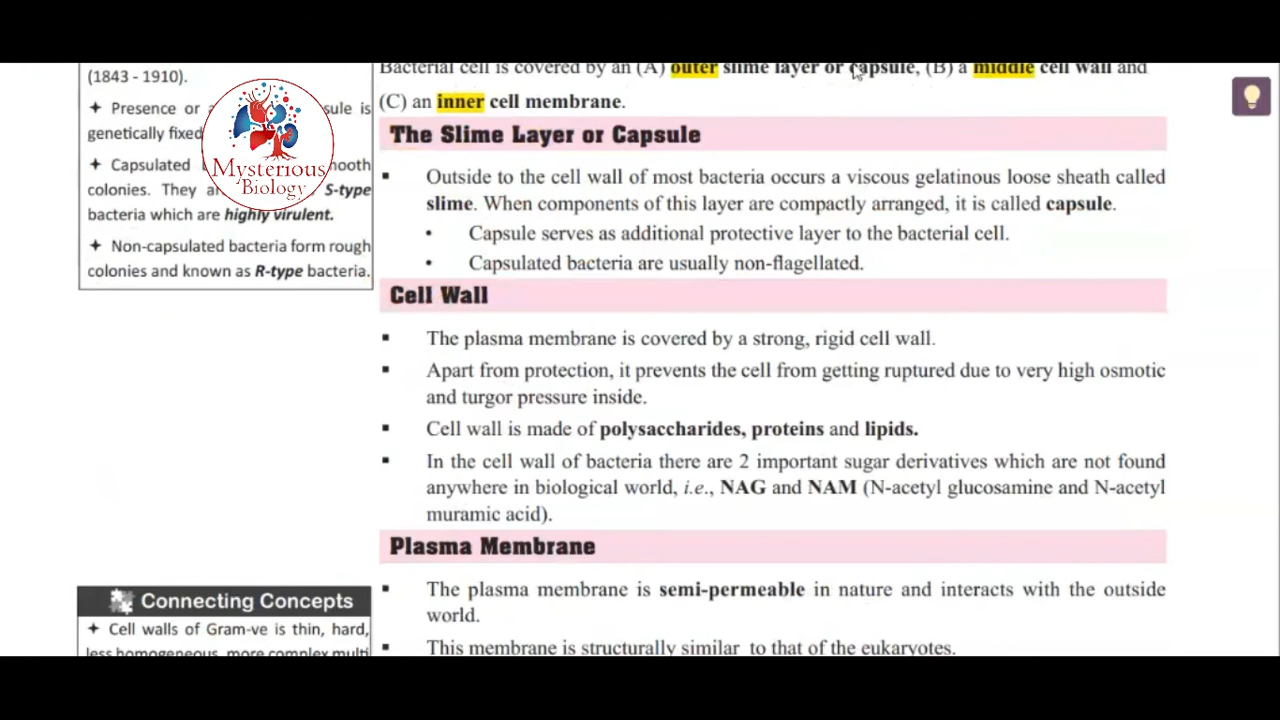 (1843 - 1910).
✦ Presence or a sule is
genetically fixed
✦ Capsulated ooth
colonies. They ar S-type
bacteria which are highly virulent.
✦ Non-capsulated bacteria form rough
colonies and known as R-type bacteria.
Mysterious
Biology
Bacterial cell is covered by an (A) outer slime layer or capsule, (B) a middle cell wall and
(C) an inner cell membrane.
The Slime Layer or Capsule
▪ Outside to the cell wall of most bacteria occurs a viscous gelatinous loose sheath called
slime. When components of this layer are compactly arranged, it is called capsule.
• Capsule serves as additional protective layer to the bacterial cell.
• Capsulated bacteria are usually non-flagellated.
Cell Wall
▪ The plasma membrane is covered by a strong, rigid cell wall.
▪ Apart from protection, it prevents the cell from getting ruptured due to very high osmotic
and turgor pressure inside.
▪ Cell wall is made of polysaccharides, proteins and lipids.
▪ In the cell wall of bacteria there are 2 important sugar derivatives which are not found
anywhere in biological world, i.e., NAG and NAM (N-acetyl glucosamine and N-acetyl
muramic acid).
Plasma Membrane
▪ The plasma membrane is semi-permeable in nature and interacts with the outside
world.
▪ This membrane is structurally similar to that of the eukaryotes.
Connecting Concepts
✦ Cell walls of Gram-ve is thin, hard,
less homogeneous, more complex multi